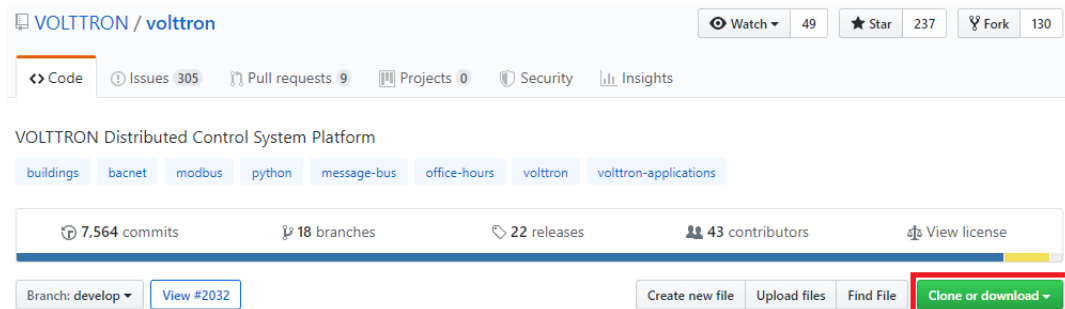 VOLTTRON / volttron Watch 49 Star 237 Fork 130
Code Issues 305 Pull requests 9 Projects 0 Security Insights
VOLTTRON Distributed Control System Platform
buildings bacnet modbus python message-bus office-hours volttron volttron-applications
7,564 commits 18 branches 22 releases 43 contributors View license
Branch: develop View #2032 Create new file Upload files Find File Clone or download